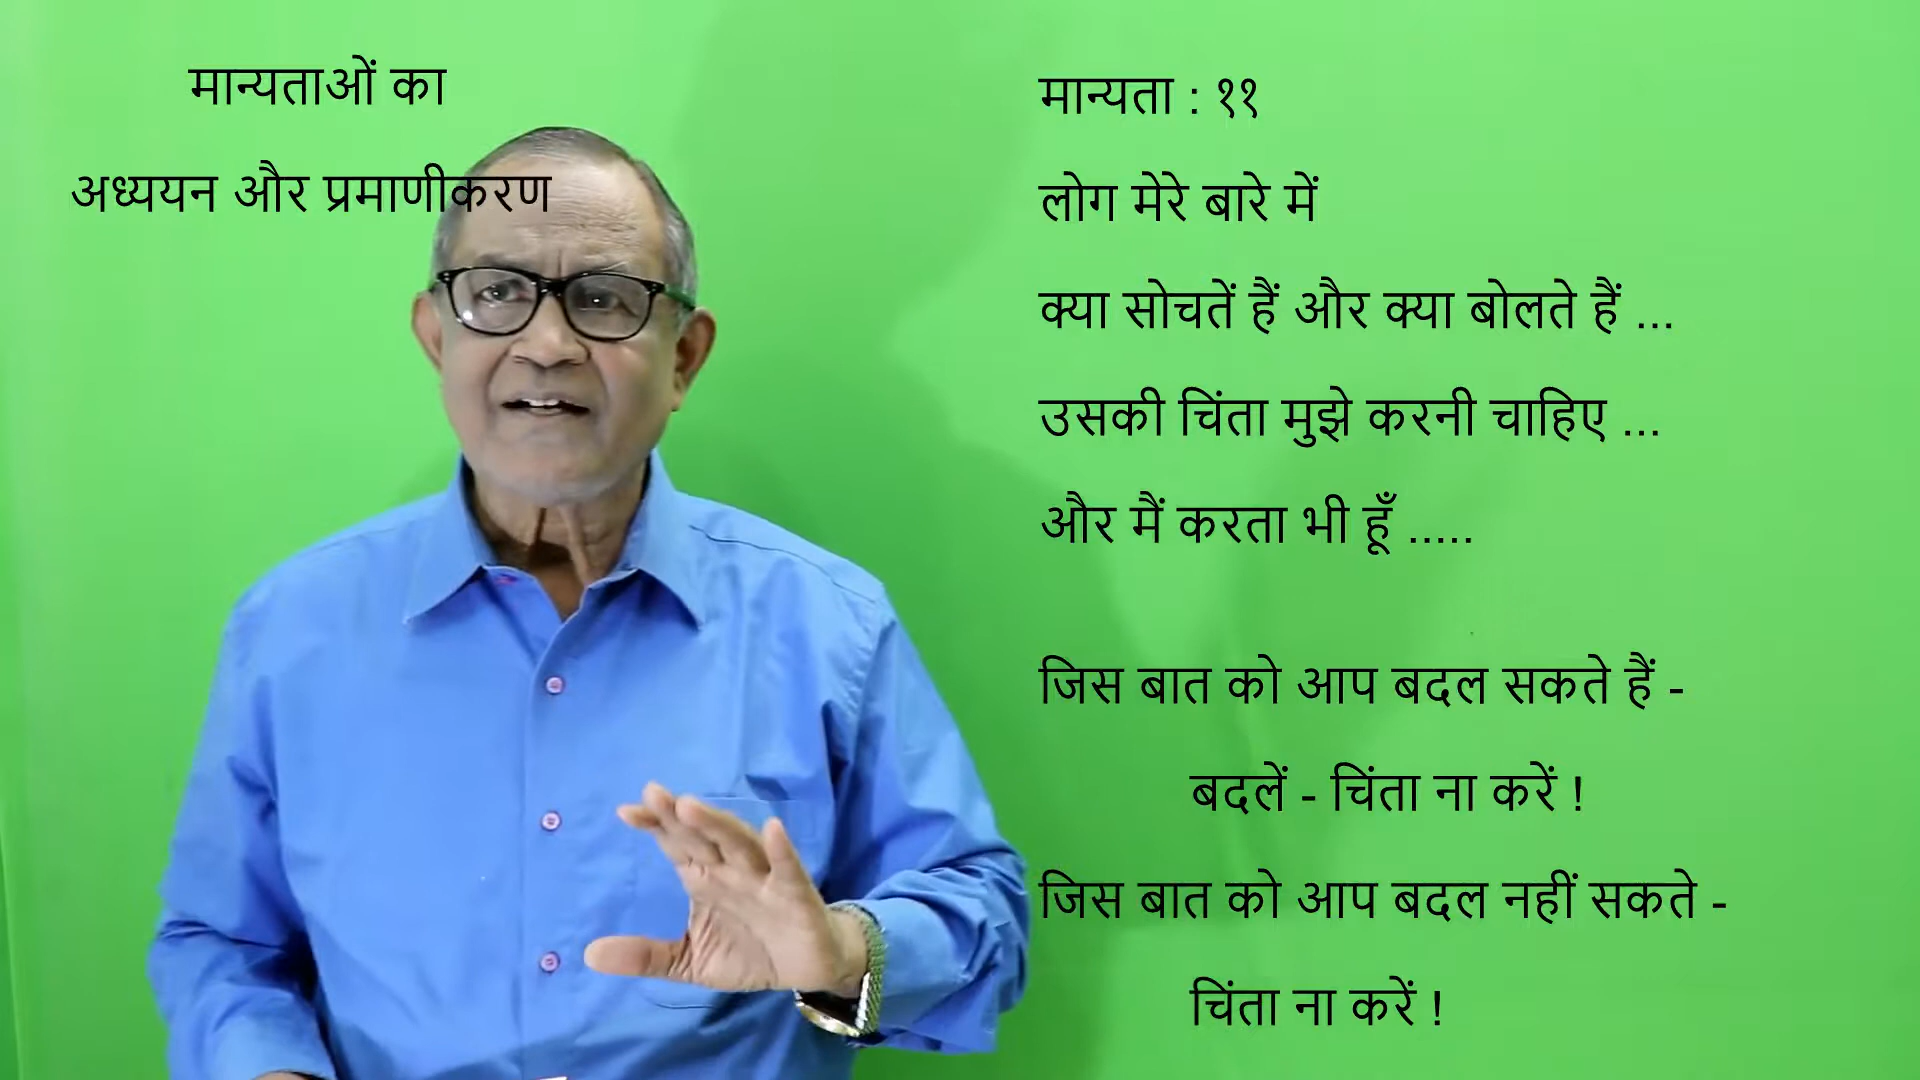 मान्यताओं का
अध्ययन और प्रमाणीकरण
मान्यता : ११
लोग मेरे बारे में
क्या सोचतें हैं और क्या बोलते हैं ...
उसकी चिंता मुझे करनी चाहिए ...
और मैं करता भी हूँ .....
जिस बात को आप बदल सकते हैं -
बदलें - चिंता ना करें !
जिस बात को आप बदल नहीं सकते -
चिंता ना करें !